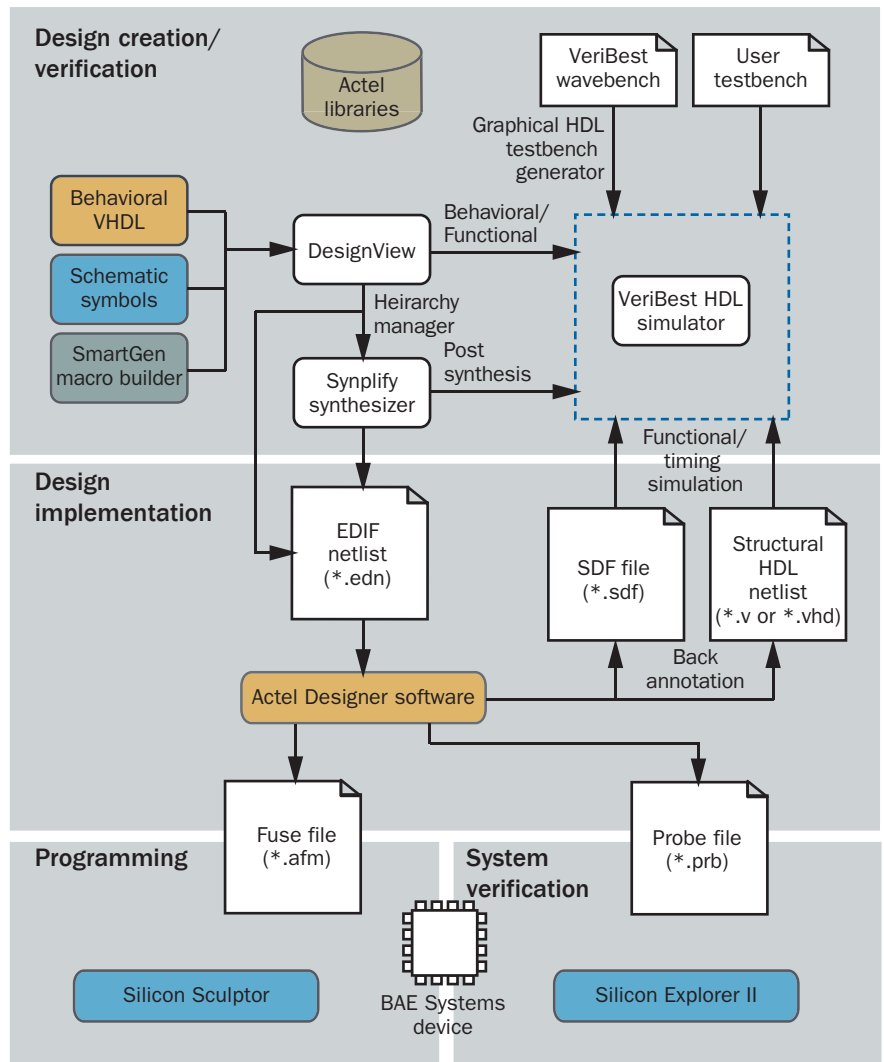 Design creation/
verification
Actel
libraries
VeriBest
wavebench
User
testbench
Graphical HDL
testbench
generator
Behavioral
VHDL
Schematic
symbols
SmartGen
macro builder
DesignView
Behavioral/
Functional
Heirarchy
manager
Synplify
synthesizer
Post
synthesis
VeriBest HDL
simulator
Functional/
timing
simulation
Design
implementation
EDIF
netlist
(*.edn)
SDF file
(*.sdf)
Structural
HDL
netlist
(*.v or *.vhd)
Back
annotation
Actel Designer software
Programming
Fuse file
(*.afm)
System
verification
Probe file
(*.prb)
Silicon Sculptor
BAE Systems
device
Silicon Explorer II